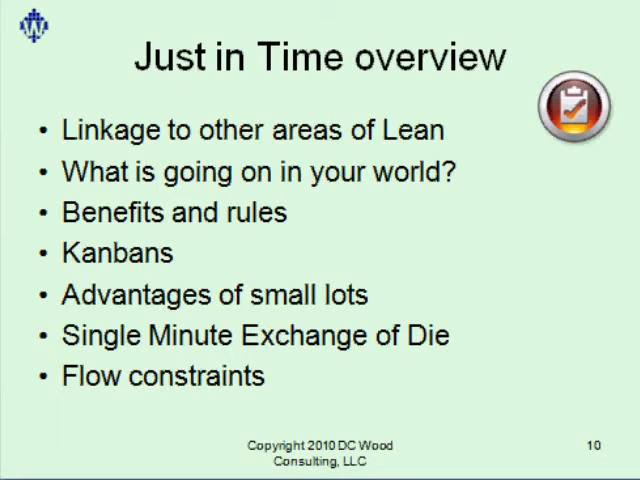 Just in Time overview
• Linkage to other areas of Lean
• What is going on in your world?
• Benefits and rules
• Kanbans
• Advantages of small lots
• Single Minute Exchange of Die
• Flow constraints
Copyright 2010 DC Wood
Consulting, LLC
10